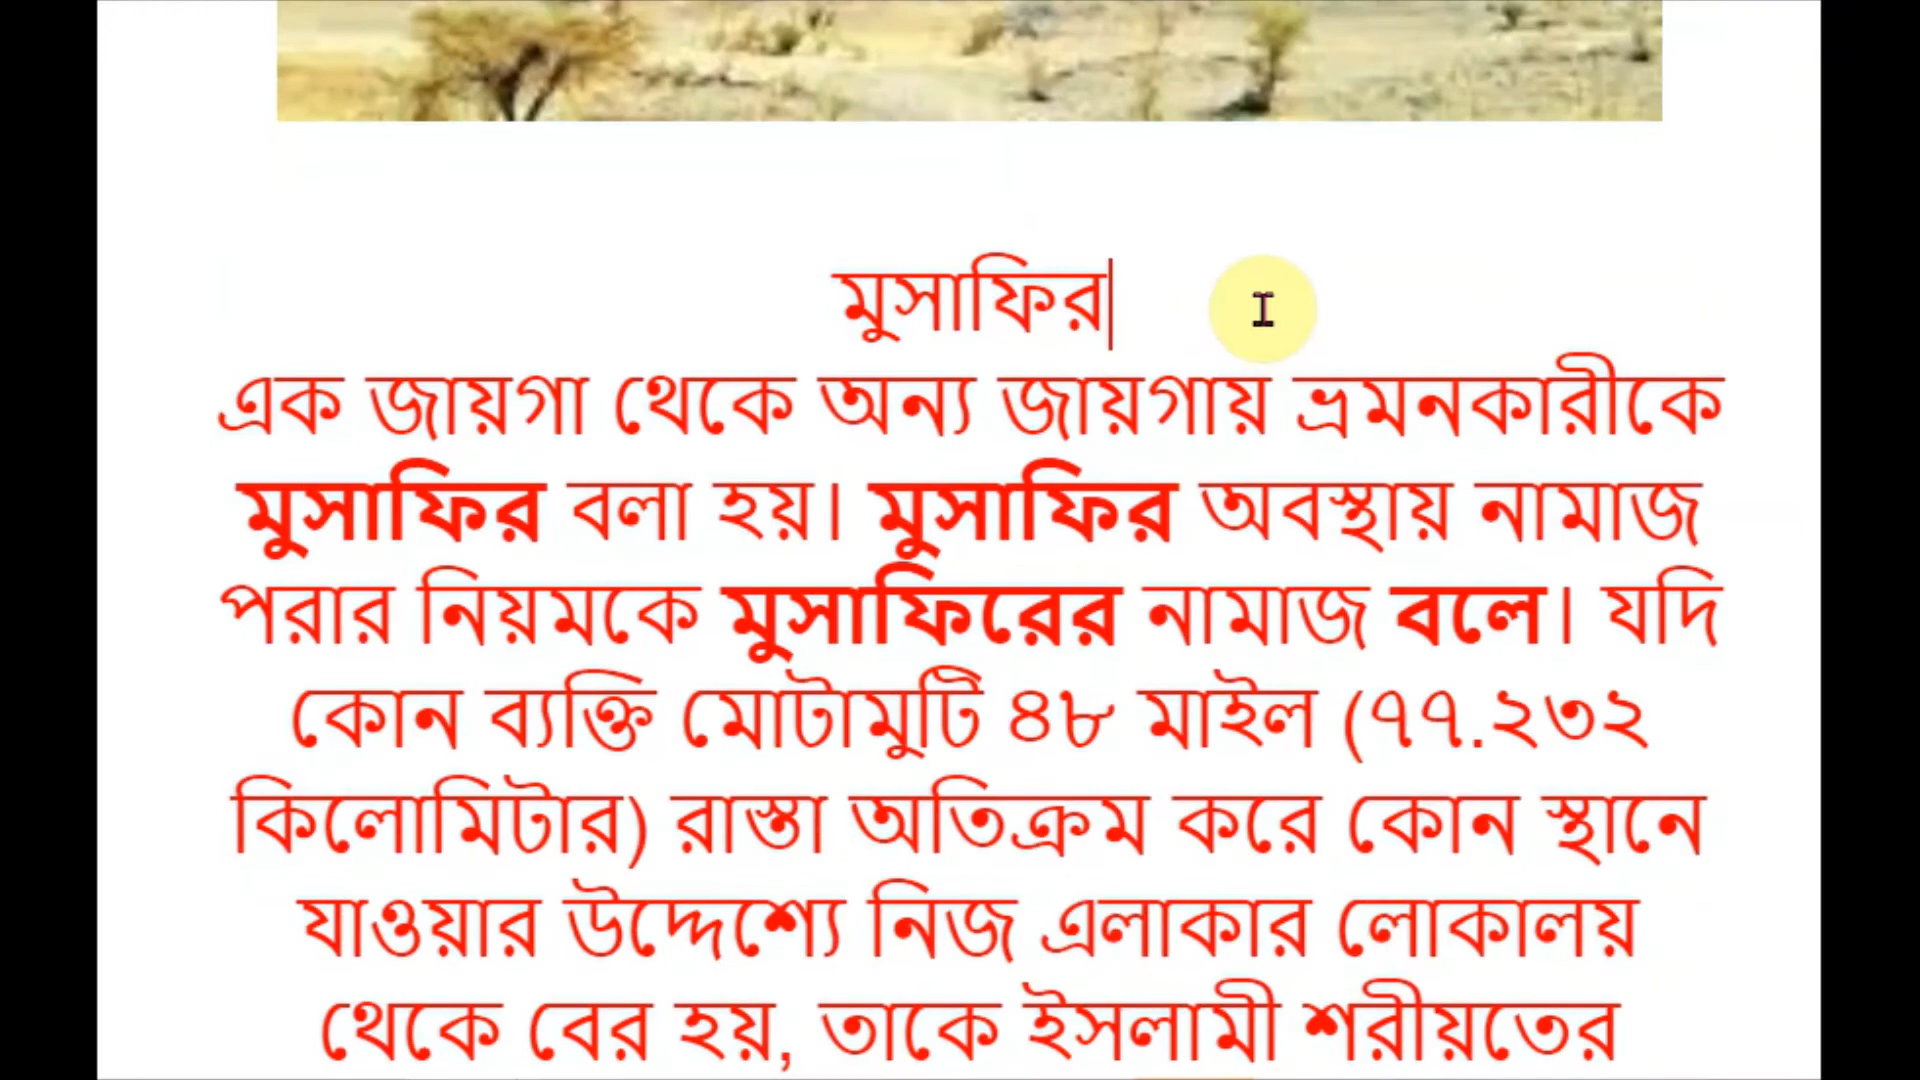 মুসাফির
এক জায়গা থেকে অন্য জায়গায় ভ্রমনকারীকে
মুসাফির বলা হয়। মুসাফির অবস্থায় নামাজ
পরার নিয়মকে মুসাফিরের নামাজ বলে। যদি
কোন ব্যক্তি মোটামুটি ৪৮ মাইল (৭৭.২৩২
কিলোমিটার) রাস্তা অতিক্রম করে কোন স্থানে
যাওয়ার উদ্দেশ্যে নিজ এলাকার লোকালয়
থেকে বের হয়, তাকে ইসলামী শরীয়তের